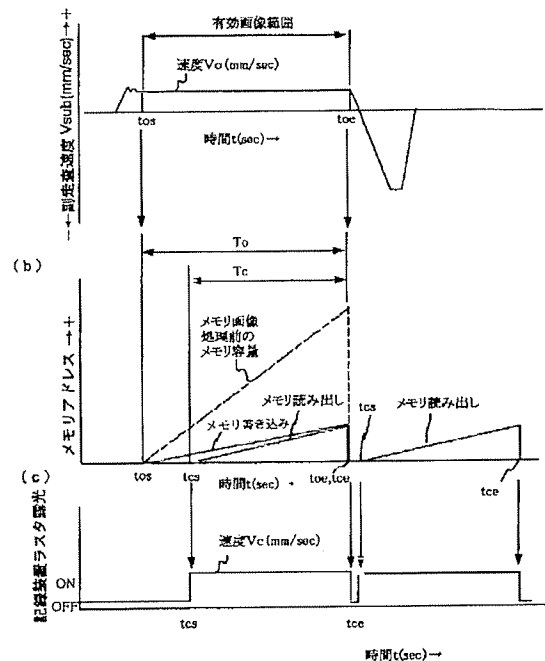 有効画像範囲
速度Vo(mm/sec)
副走査速度 Vsub(mm/sec)→+
tos
toe
時間t(sec)→
(b)
To
Tc
メモリ画像
処理前の
メモリ容量
メモリ読み出し
メモリ書き込み
tcs
メモリ読み出し
メモリアドレス →+
tos
tcs
時間t(sec) →
toe,tce
tce
(c)
速度Vc(mm/sec)
記録装置ラスタ露光
ON
OFF
tcs
tce
時間t(sec)→